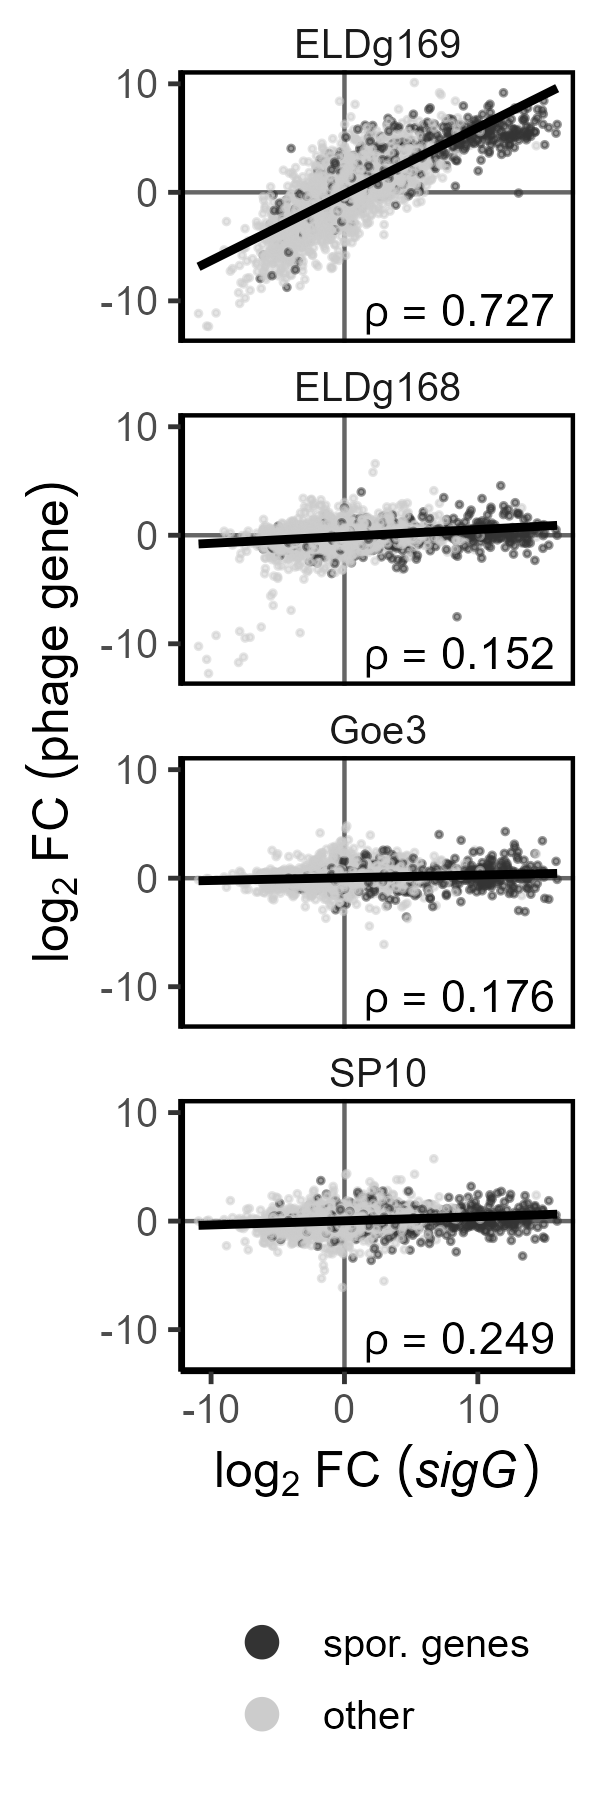 ELDg169
10
0
-10
ρ = 0.727
ELDg168
10
0
-10
ρ = 0.152
Goe3
10
0
-10
ρ = 0.176
SP10
10
0
-10
ρ = 0.249
-10 0 10
log₂ FC (phage gene)
log₂ FC (sigG)
spor. genes
other